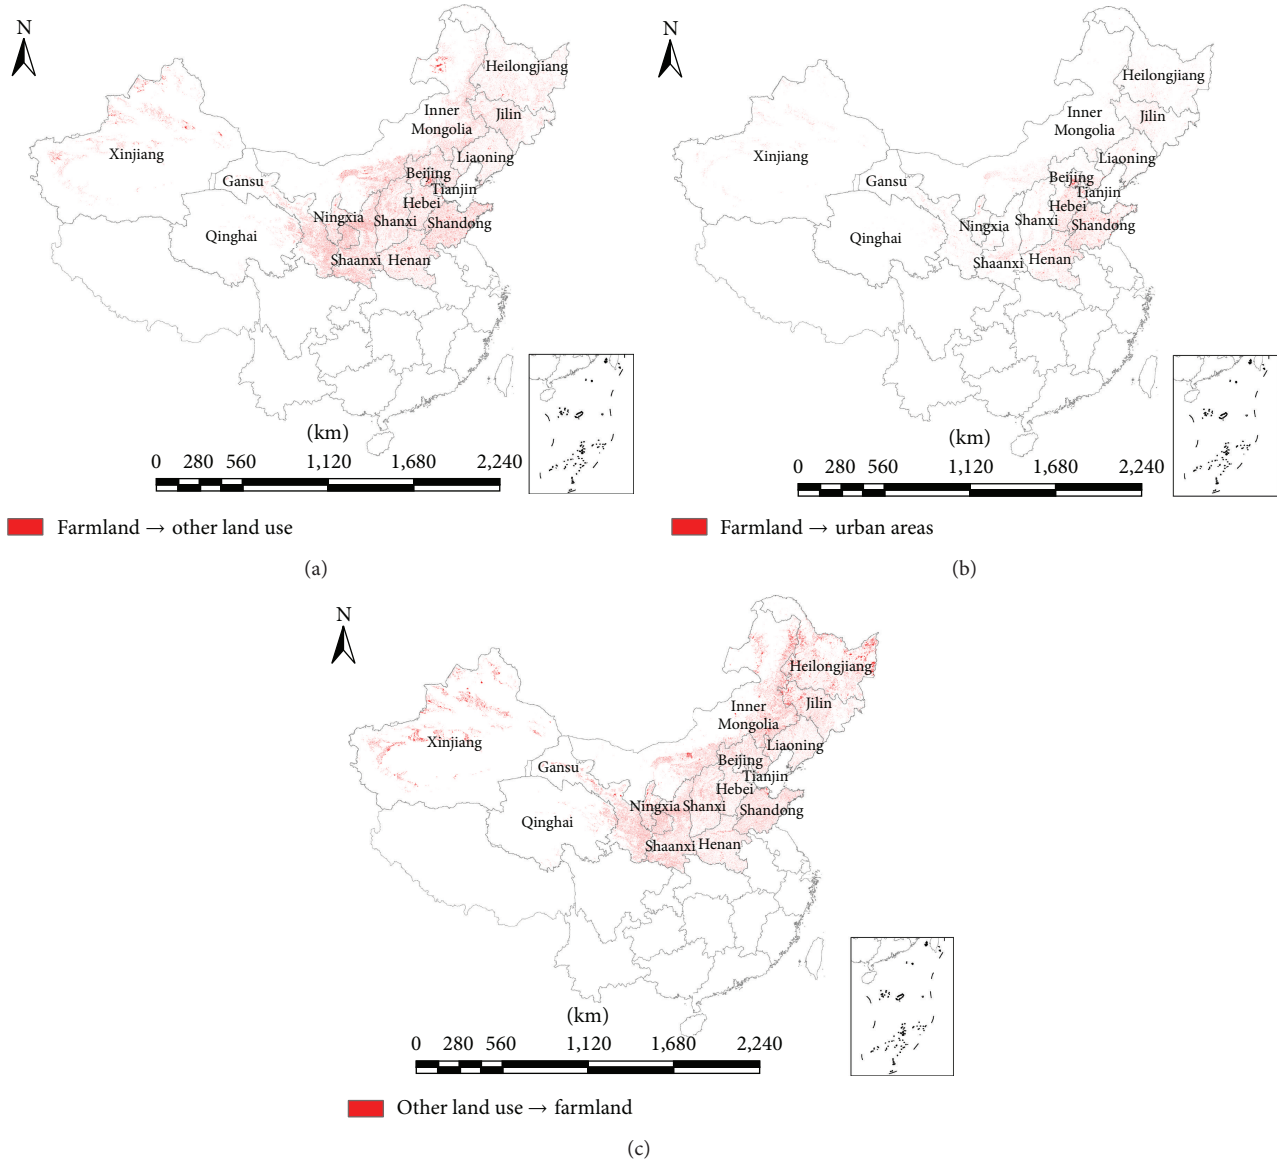 N
Heilongjiang
Inner
Mongolia
Jilin
Xinjiang
Liaoning
Gansu
Beijing
Tianjin
Hebei
Ningxia
Shanxi
Shandong
Qinghai
Shaanxi
Henan
(km)
0 280 560 1,120 1,680 2,240
Farmland → other land use
(a)
N
Heilongjiang
Inner
Mongolia
Jilin
Xinjiang
Liaoning
Gansu
Beijing
Tianjin
Hebei
Ningxia
Shanxi
Shandong
Qinghai
Shaanxi
Henan
(km)
0 280 560 1,120 1,680 2,240
Farmland → urban areas
(b)
N
Heilongjiang
Inner
Mongolia
Jilin
Xinjiang
Liaoning
Gansu
Beijing
Tianjin
Hebei
Ningxia
Shanxi
Shandong
Qinghai
Shaanxi
Henan
(km)
0 280 560 1,120 1,680 2,240
Other land use → farmland
(c)